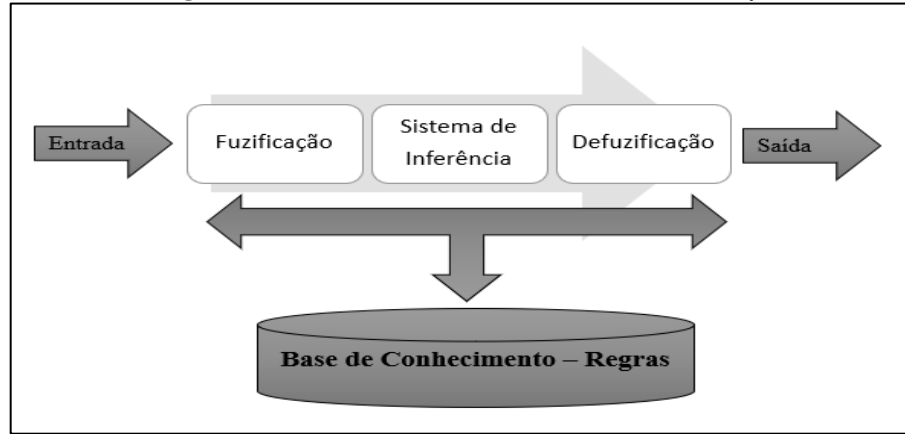 Entrada
Fuzificação
Sistema de
Inferência
Defuzificação
Saída
Base de Conhecimento – Regras